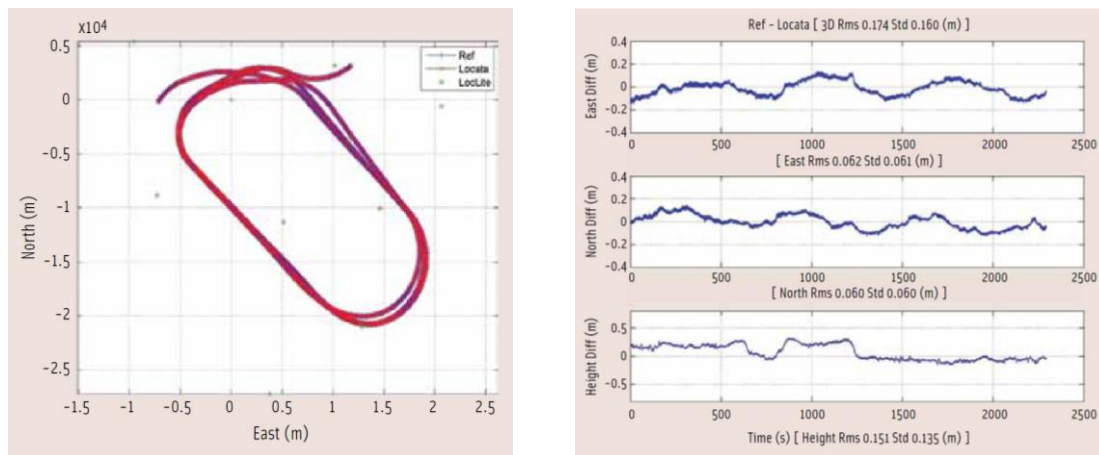 x10⁴
0.5
0
-0.5
-1
-14.5
-2
-2.5
North (m)
-1.5 -1 -0.5 0 0.5 1 1.5 2 2.5
East (m)
Ref
Locata
LocLite
Ref - Locata [ 3D Rms 0.174 Std 0.160 (m)
0.4
0.2
0
-0.2
-0.4
East Diff (m)
0 500 1000 1500 2000 2500
[ East Rms 0.062 Std 0.061 (m) ]
0.4
0.2
0
-0.2
-0.4
North Diff (m)
0 500 1000 1500 2000 2500
[ North Rms 0.060 Std 0.060 (m) ]
0.5
0
-0.5
Height Diff (m)
0 500 1000 1500 2000 2500
Time (s) [ Height Rms 0.151 Std 0.135 (m) ]